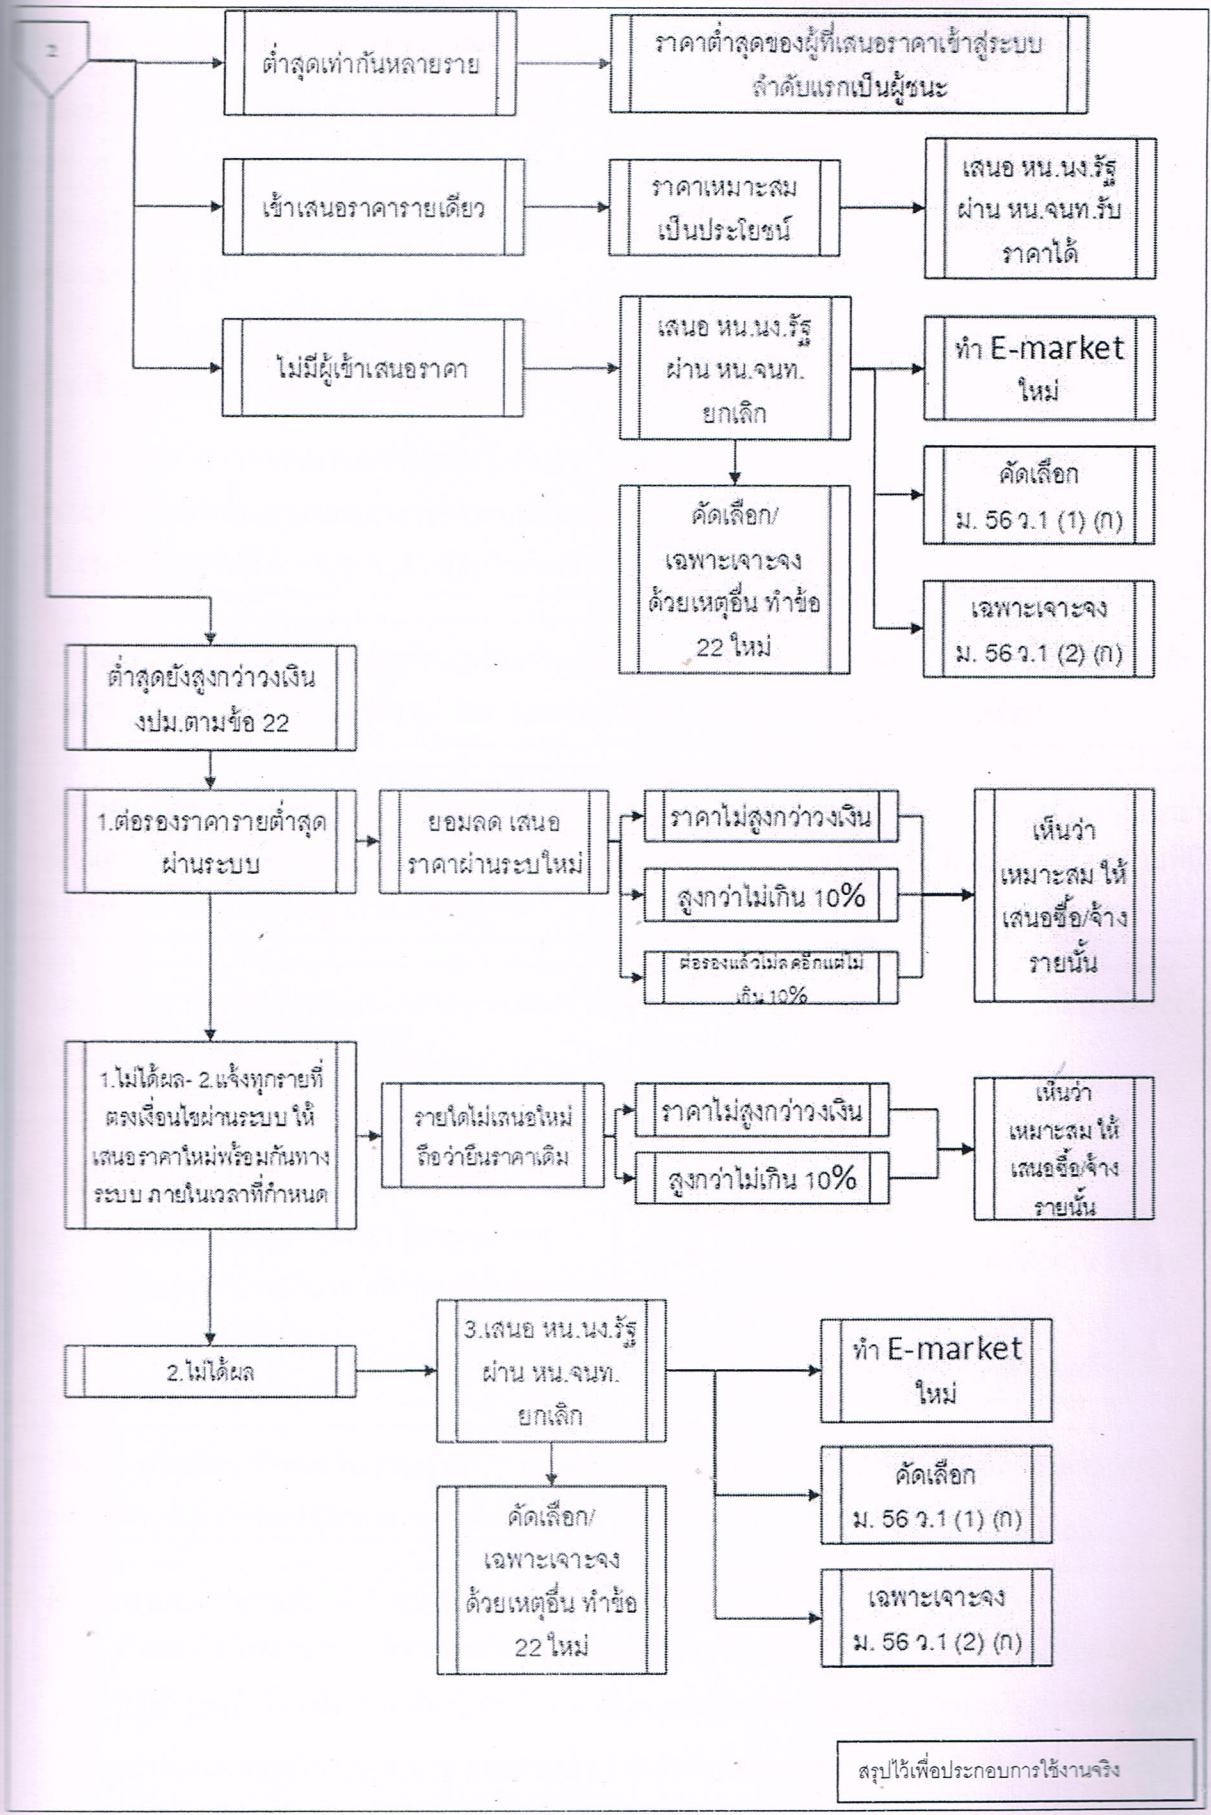 2
ต่ำสุดเท่ากันหลายราย
ราคาต่ำสุดของผู้ที่เสนอราคาเข้าสู่ระบบ
ลำดับแรกเป็นผู้ชนะ
เข้าเสนอราคารายเดียว
ราคาเหมาะสม
เป็นประโยชน์
เสนอ หน.นง.รัฐ
ผ่าน หน.จนท.รับ
ราคาได้
ไม่มีผู้เข้าเสนอราคา
เสนอ หน.นง.รัฐ
ผ่าน หน.จนท.
ยกเลิก
ทำ E-market
ใหม่
คัดเลือก
ม. 56 ว.1 (1) (ก)
เฉพาะเจาะจง
ม. 56 ว.1 (2) (ก)
คัดเลือก/
เฉพาะเจาะจง
ด้วยเหตุอื่น ทำข้อ
22 ใหม่
ต่ำสุดยังสูงกว่าวงเงิน
งปม.ตามข้อ 22
1.ต่อรองราคารายต่ำสุด
ผ่านระบบ
ยอมลด เสนอ
ราคาผ่านระบใหม่
ราคาไม่สูงกว่าวงเงิน
สูงกว่าไม่เกิน 10%
ต่อรองแล้วไม่ลดอีกแต่ไม่
เกิน 10%
เห็นว่า
เหมาะสม ให้
เสนอซื้อ/จ้าง
รายนั้น
1.ไม่ได้ผล- 2.แจ้งทุกรายที่
ตรงเงื่อนไขผ่านระบบ ให้
เสนอราคาใหม่พร้อมกันทาง
ระบบ ภายในเวลาที่กำหนด
รายใดไม่เสนอใหม่
ถือว่ายืนราคาเดิม
ราคาไม่สูงกว่าวงเงิน
สูงกว่าไม่เกิน 10%
เห็นว่า
เหมาะสม ให้
เสนอซื้อ/จ้าง
รายนั้น
2.ไม่ได้ผล
3.เสนอ หน.นง.รัฐ
ผ่าน หน.จนท.
ยกเลิก
ทำ E-market
ใหม่
คัดเลือก
ม. 56 ว.1 (1) (ก)
เฉพาะเจาะจง
ม. 56 ว.1 (2) (ก)
คัดเลือก/
เฉพาะเจาะจง
ด้วยเหตุอื่น ทำข้อ
22 ใหม่
สรุปไว้เพื่อประกอบการใช้งานจริง